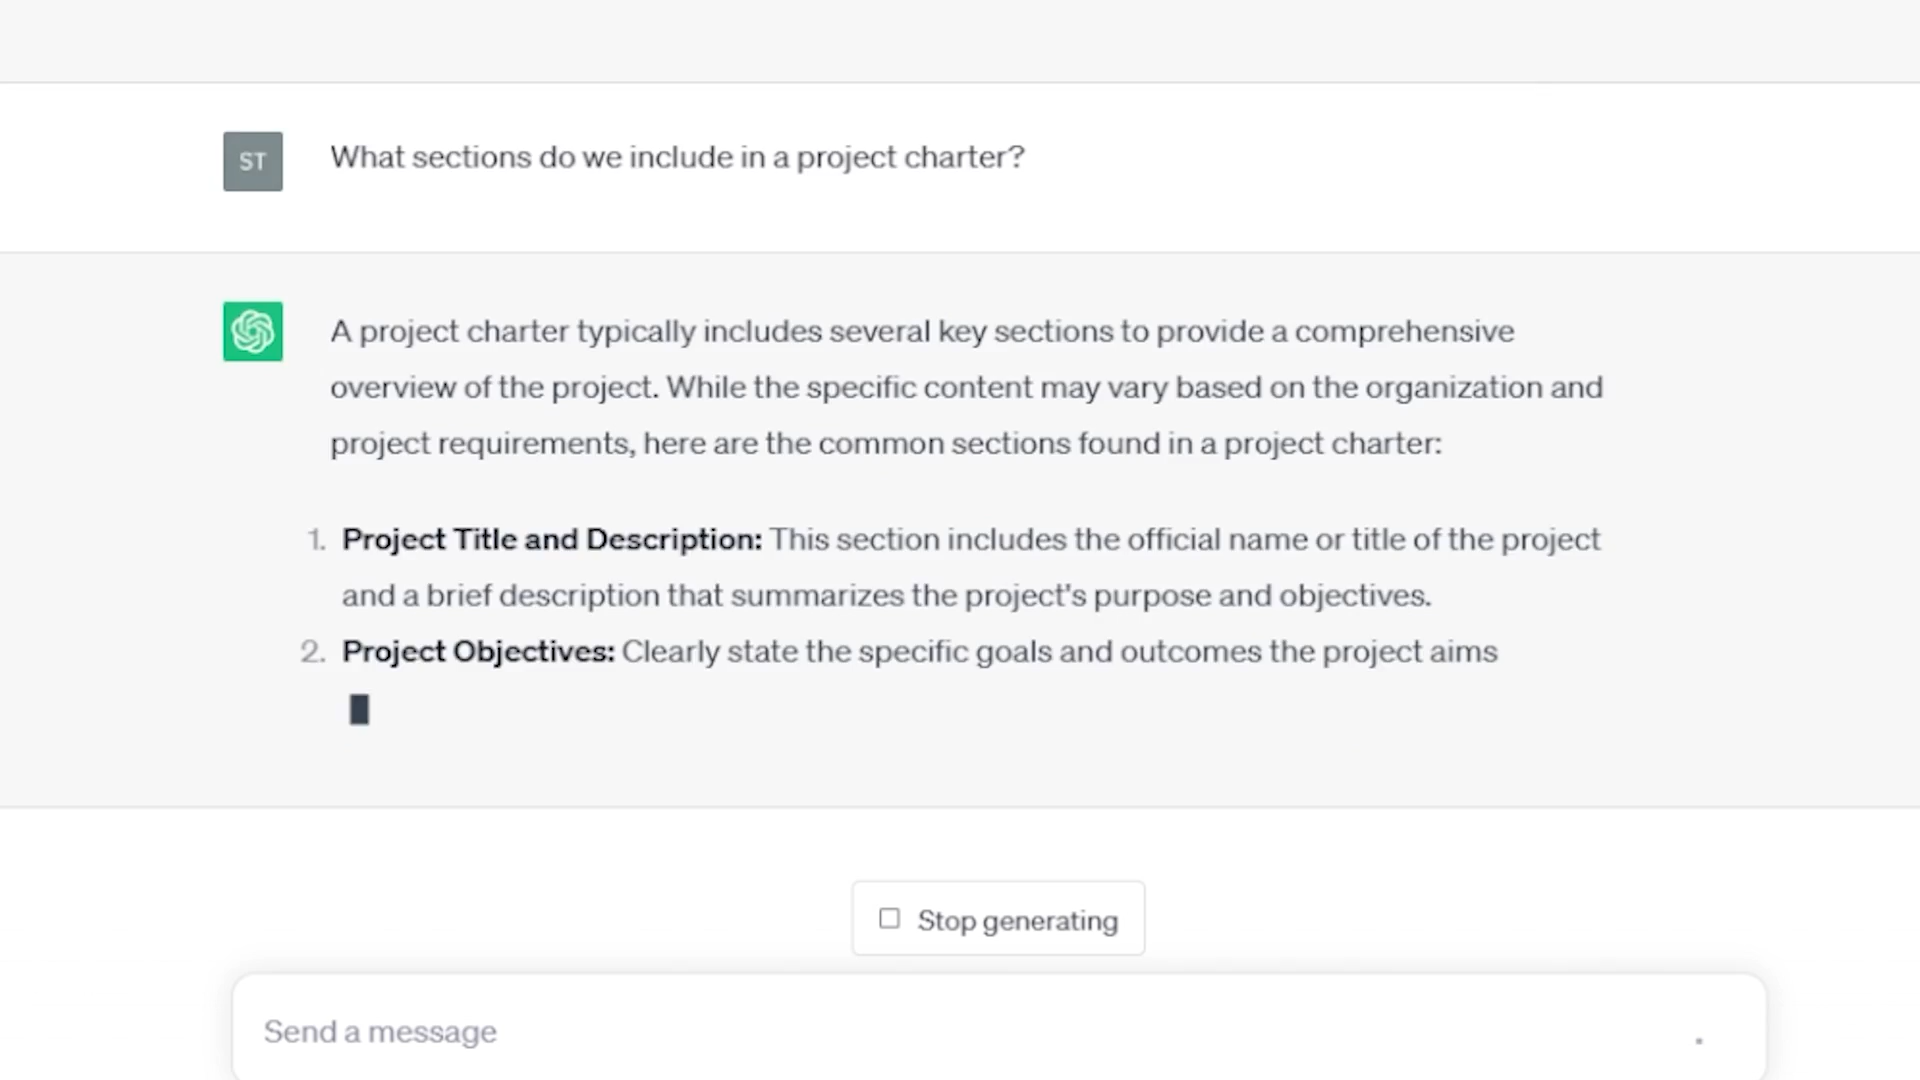 ST
What sections do we include in a project charter?
A project charter typically includes several key sections to provide a comprehensive
overview of the project. While the specific content may vary based on the organization and
project requirements, here are the common sections found in a project charter:
1. Project Title and Description: This section includes the official name or title of the project
and a brief description that summarizes the project's purpose and objectives.
2. Project Objectives: Clearly state the specific goals and outcomes the project aims
Stop generating
Send a message